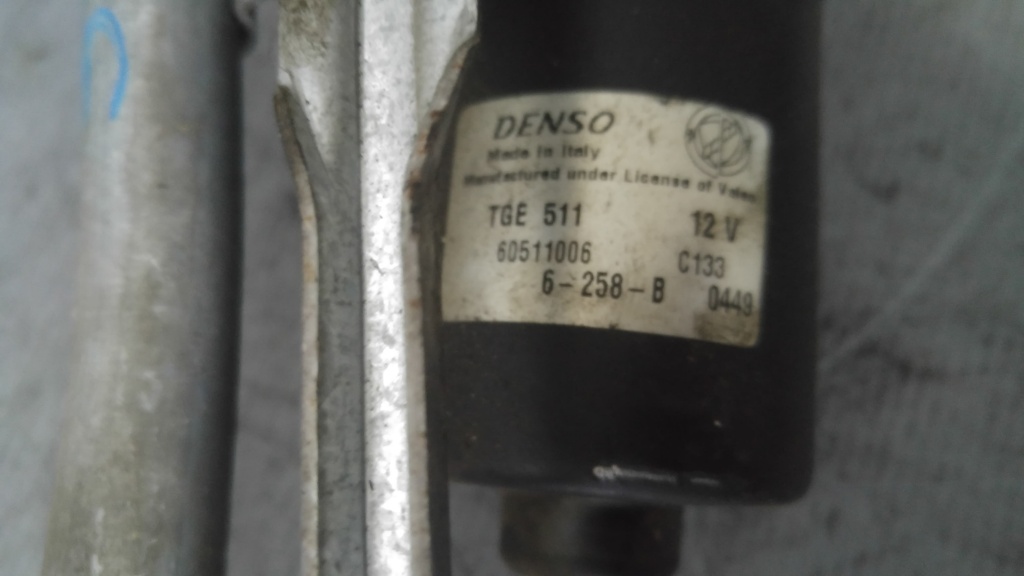 DENSO
Made in Italy
Manufactured under License of Valeo
TGE 511 12 V
60511006 C133
6-258-B 0449